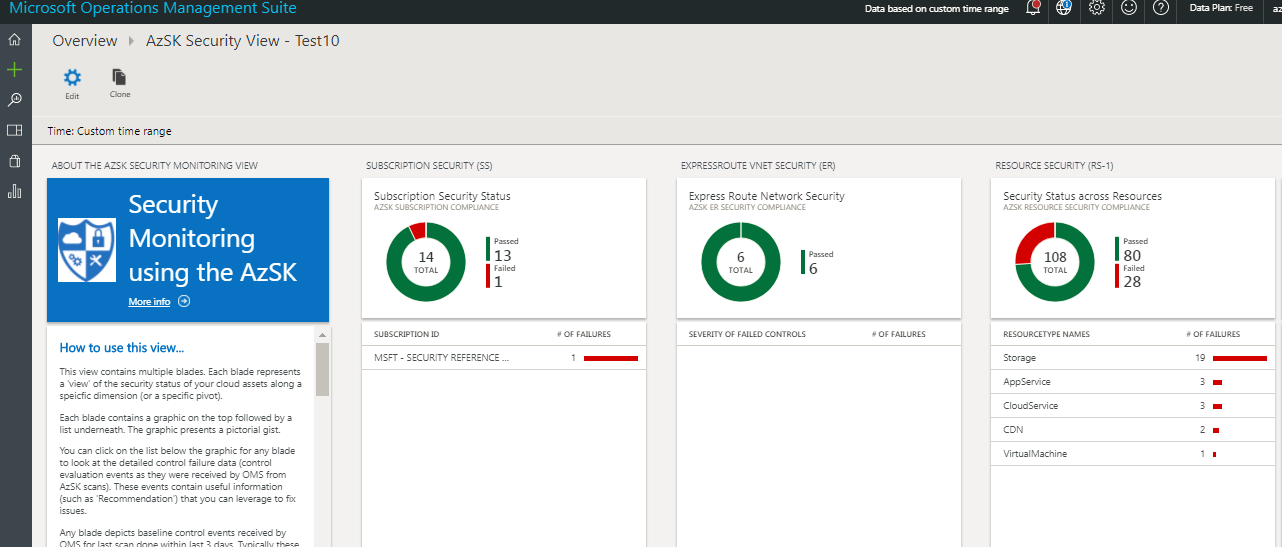 Microsoft Operations Management Suite
Data based on custom time range
Data Plan: Free
az
Overview
AzSK Security View - Test10
Edit
Clone
Time: Custom time range
ABOUT THE AZSK SECURITY MONITORING VIEW
Security
Monitoring
using the AzSK
More info
How to use this view...
This view contains multiple blades. Each blade represents
a 'view' of the security status of your cloud assets along a
speicfic dimension (or a specific pivot).
Each blade contains a graphic on the top followed by a
list underneath. The graphic presents a pictorial gist.
You can click on the list below the graphic for any blade
to look at the detailed control failure data (control
evaluation events as they were received by OMS from
AzSK scans). These events contain useful information
(such as 'Recommendation') that you can leverage to fix
issues.
Any blade depicts baseline control events received by
OMS for last scan done within last 3 days. Typically these
SUBSCRIPTION SECURITY (SS)
Subscription Security Status
AZSK SUBSCRIPTION COMPLIANCE
14
TOTAL
Passed
13
Failed
1
SUBSCRIPTION ID # OF FAILURES
MSFT - SECURITY REFERENCE ... 1
EXPRESSROUTE VNET SECURITY (ER)
Express Route Network Security
AZSK ER SECURITY COMPLIANCE
6
TOTAL
Passed
6
SEVERITY OF FAILED CONTROLS # OF FAILURES
RESOURCE SECURITY (RS-1)
Security Status across Resources
AZSK RESOURCE SECURITY COMPLIANCE
108
TOTAL
Passed
80
Failed
28
RESOURCETYPE NAMES # OF FAILURES
Storage 19
AppService 3
CloudService 3
CDN 2
VirtualMachine 1